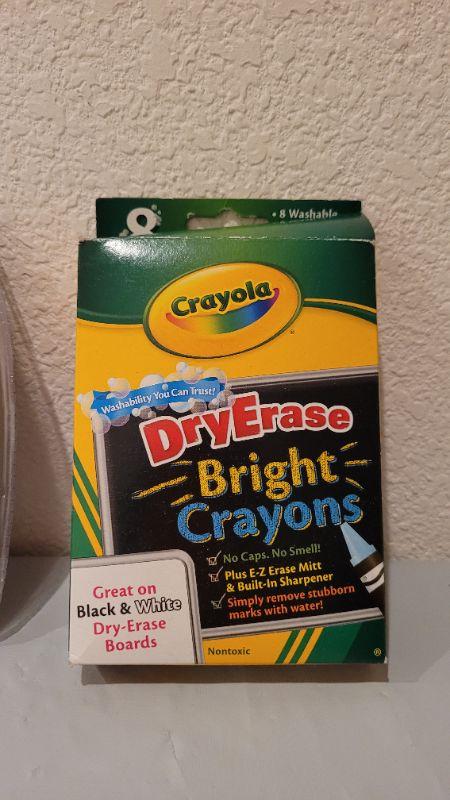 8
• 8 Washable
Crayola
Washability You Can Trust!
DryErase
Bright
Crayons
No Caps. No Smell!
Plus E-Z Erase Mitt
& Built-In Sharpener
Simply remove stubborn
marks with water!
Great on
Black & White
Dry-Erase
Boards
Nontoxic
®